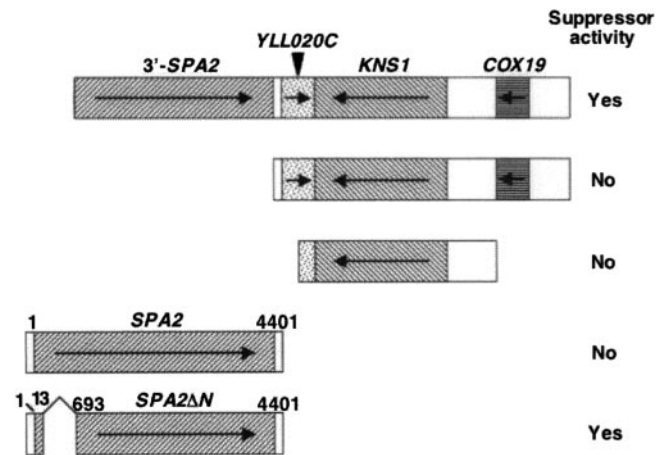 Suppressor
activity
YLL020C
3'-SPA2 KNS1 COX19
Yes
No
No
1 SPA2 4401
No
1 13 693 SPA2ΔN 4401
Yes